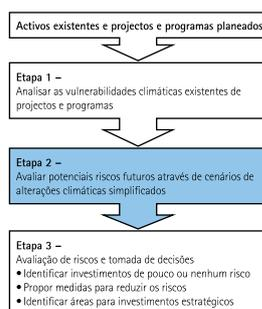 Activos existentes e projectos e programas planeados
Etapa 1 –
Analisar as vulnerabilidades climáticas existentes de
projectos e programas
Etapa 2 –
Avaliar potenciais riscos futuros através de cenários de
alterações climáticas simplificados
Etapa 3 –
Avaliação de riscos e tomada de decisões
• Identificar investimentos de pouco ou nenhum risco
• Propor medidas para reduzir os riscos
• Identificar áreas para investimentos estratégicos